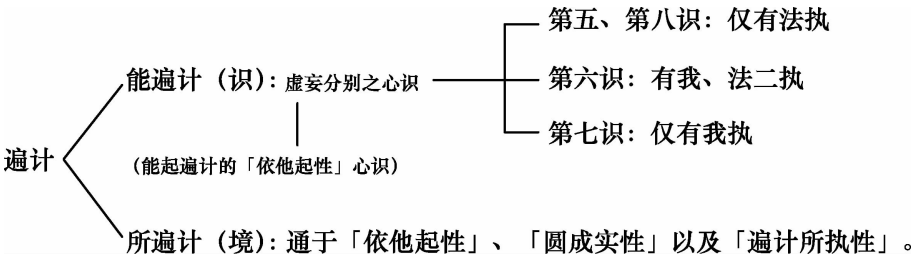 第五、第八识：仅有法执
能遍计（识）：虚妄分别之心识
第六识：有我、法二执
第七识：仅有我执
遍计
（能起遍计的「依他起性」心识）
所遍计（境）：通于「依他起性」、「圆成实性」以及「遍计所执性」。